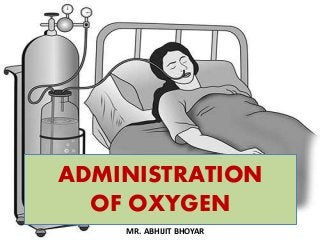 ADMINISTRATION
OF OXYGEN
MR. ABHIJIT BHOYAR